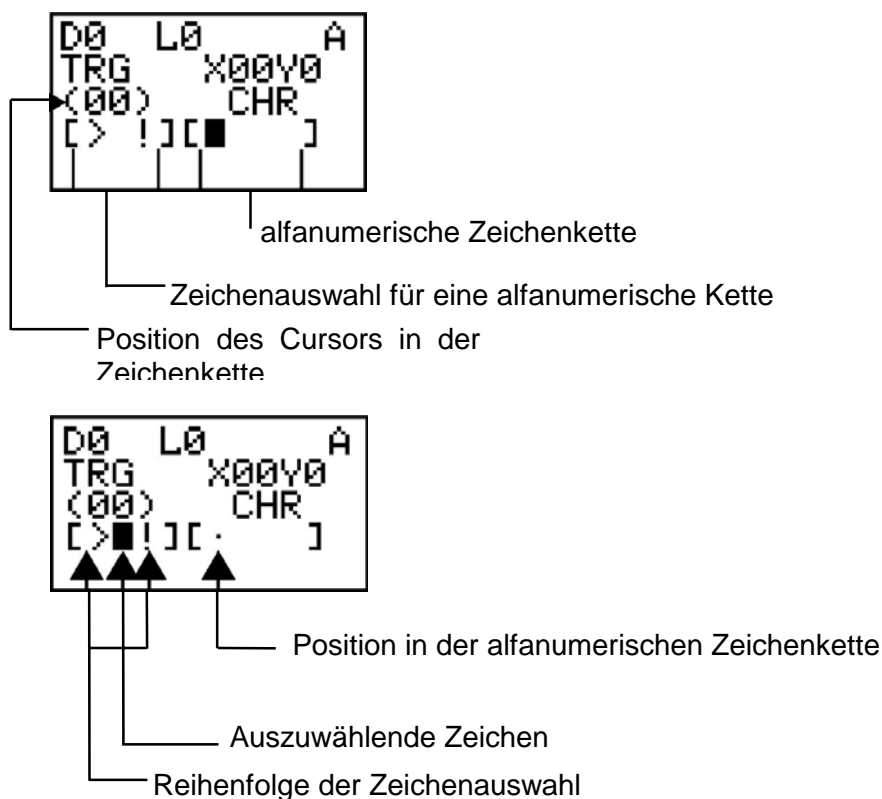 D0 L0 A
TRG X00Y0
(00) CHR
[> !][█ ]
alfanumerische Zeichenkette
Zeichenauswahl für eine alfanumerische Kette
Position des Cursors in der
Zeichenkette
D0 L0 A
TRG X00Y0
(00) CHR
[>█!][· ]
Position in der alfanumerischen Zeichenkette
Auszuwählende Zeichen
Reihenfolge der Zeichenauswahl